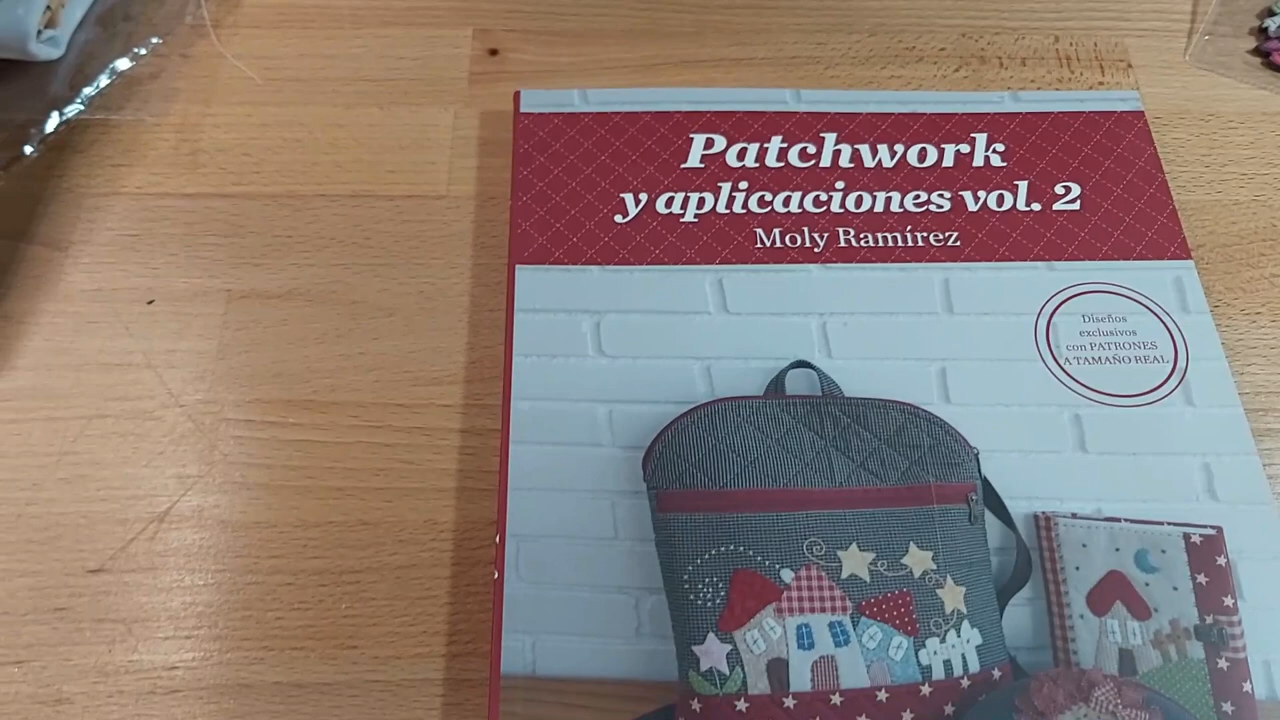 Patchwork
y aplicaciones vol. 2
Moly Ramírez
Diseños
exclusivos
con PATRONES
A TAMAÑO REAL